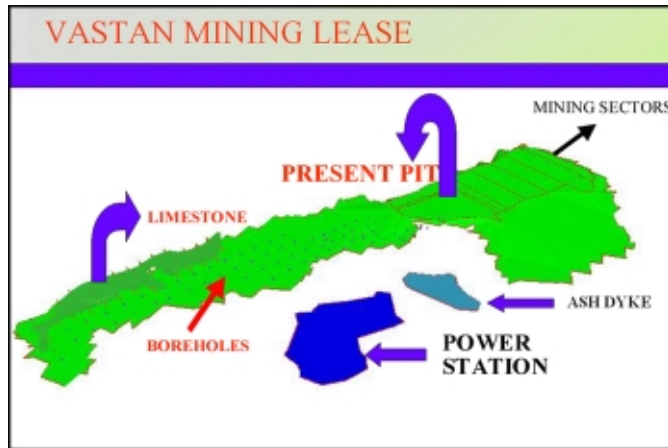 VASTAN MINING LEASE
MINING SECTORS
PRESENT PIT
LIMESTONE
ASH DYKE
BOREHOLES
POWER
STATION